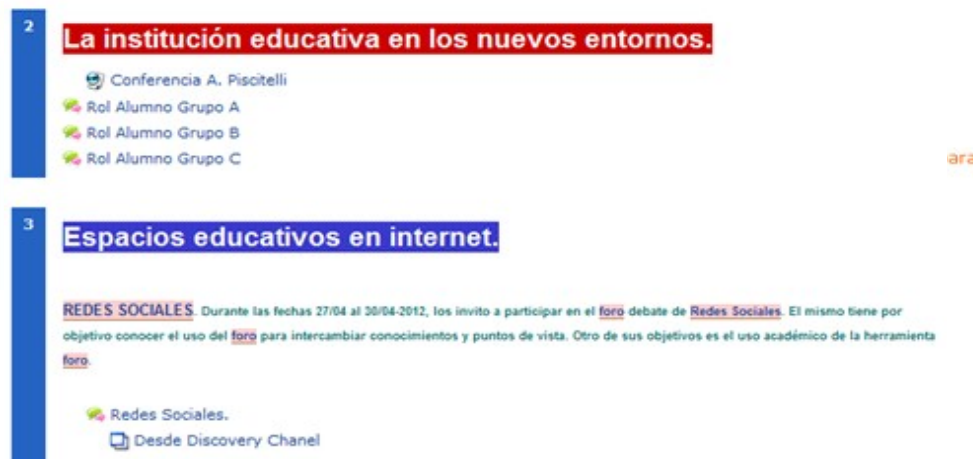 2
La institución educativa en los nuevos entornos.
Conferencia A. Piscitelli
Rol Alumno Grupo A
Rol Alumno Grupo B
Rol Alumno Grupo C
ara
3
Espacios educativos en internet.
REDES SOCIALES. Durante las fechas 27/04 al 30/04-2012, los invito a participar en el foro debate de Redes Sociales. El mismo tiene por
objetivo conocer el uso del foro para intercambiar conocimientos y puntos de vista. Otro de sus objetivos es el uso académico de la herramienta
foro.
Redes Sociales.
Desde Discovery Chanel